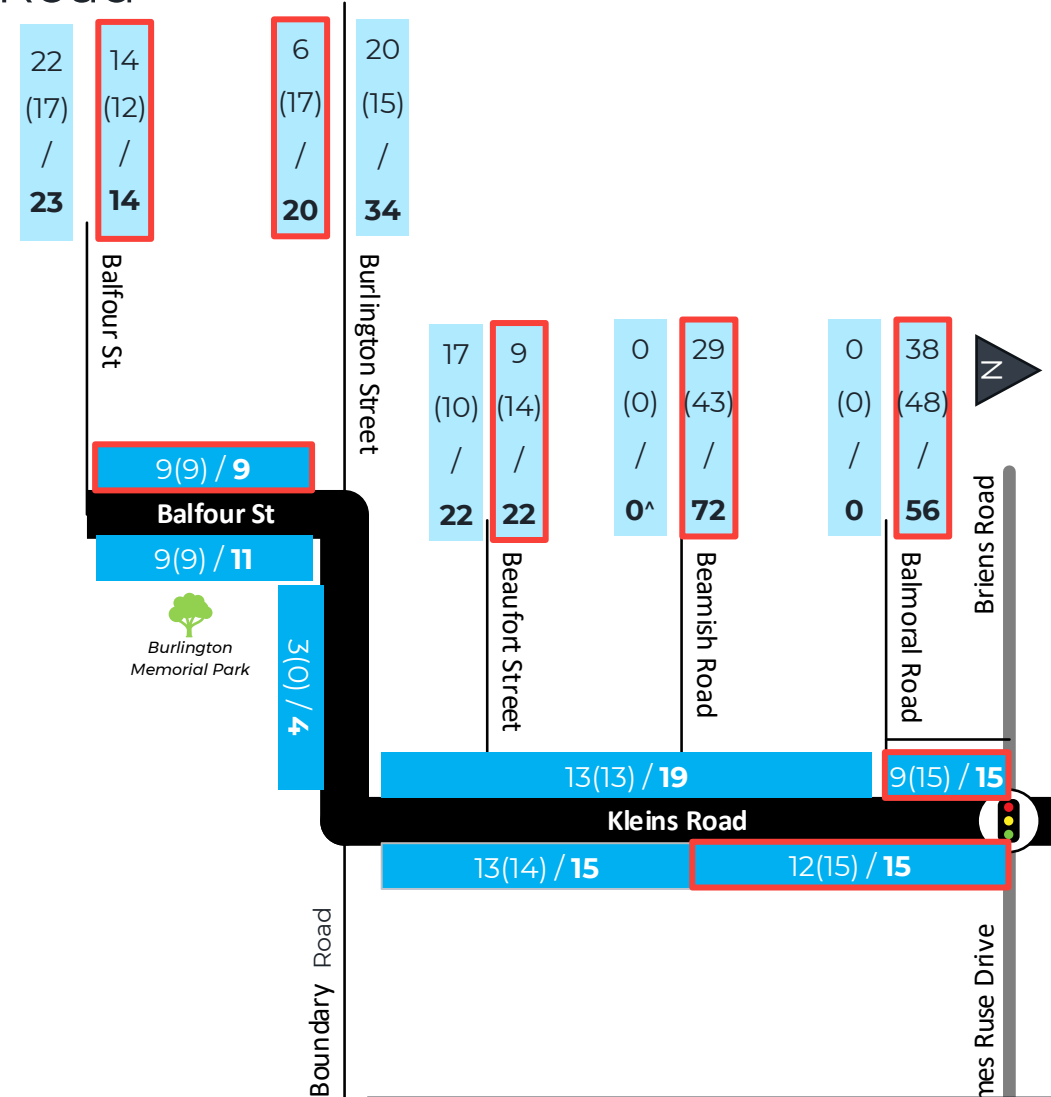 Road
22
(17)
/
23
14
(12)
/
14
6
(17)
/
20
20
(15)
/
34
Balfour St
Burlington Street
17
(10)
/
22
9
(14)
/
22
0
(0)
/
0^
29
(43)
/
72
0
(0)
/
0
38
(48)
/
56
N
9(9) / 9
Balfour St
9(9) / 11
Burlington
Memorial Park
3(0) / 4
Beaufort Street
Beamish Road
Balmoral Road
Briens Road
13(13) / 19
9(15) / 15
Kleins Road
13(14) / 15
12(15) / 15
Boundary Road
Ruse Drive